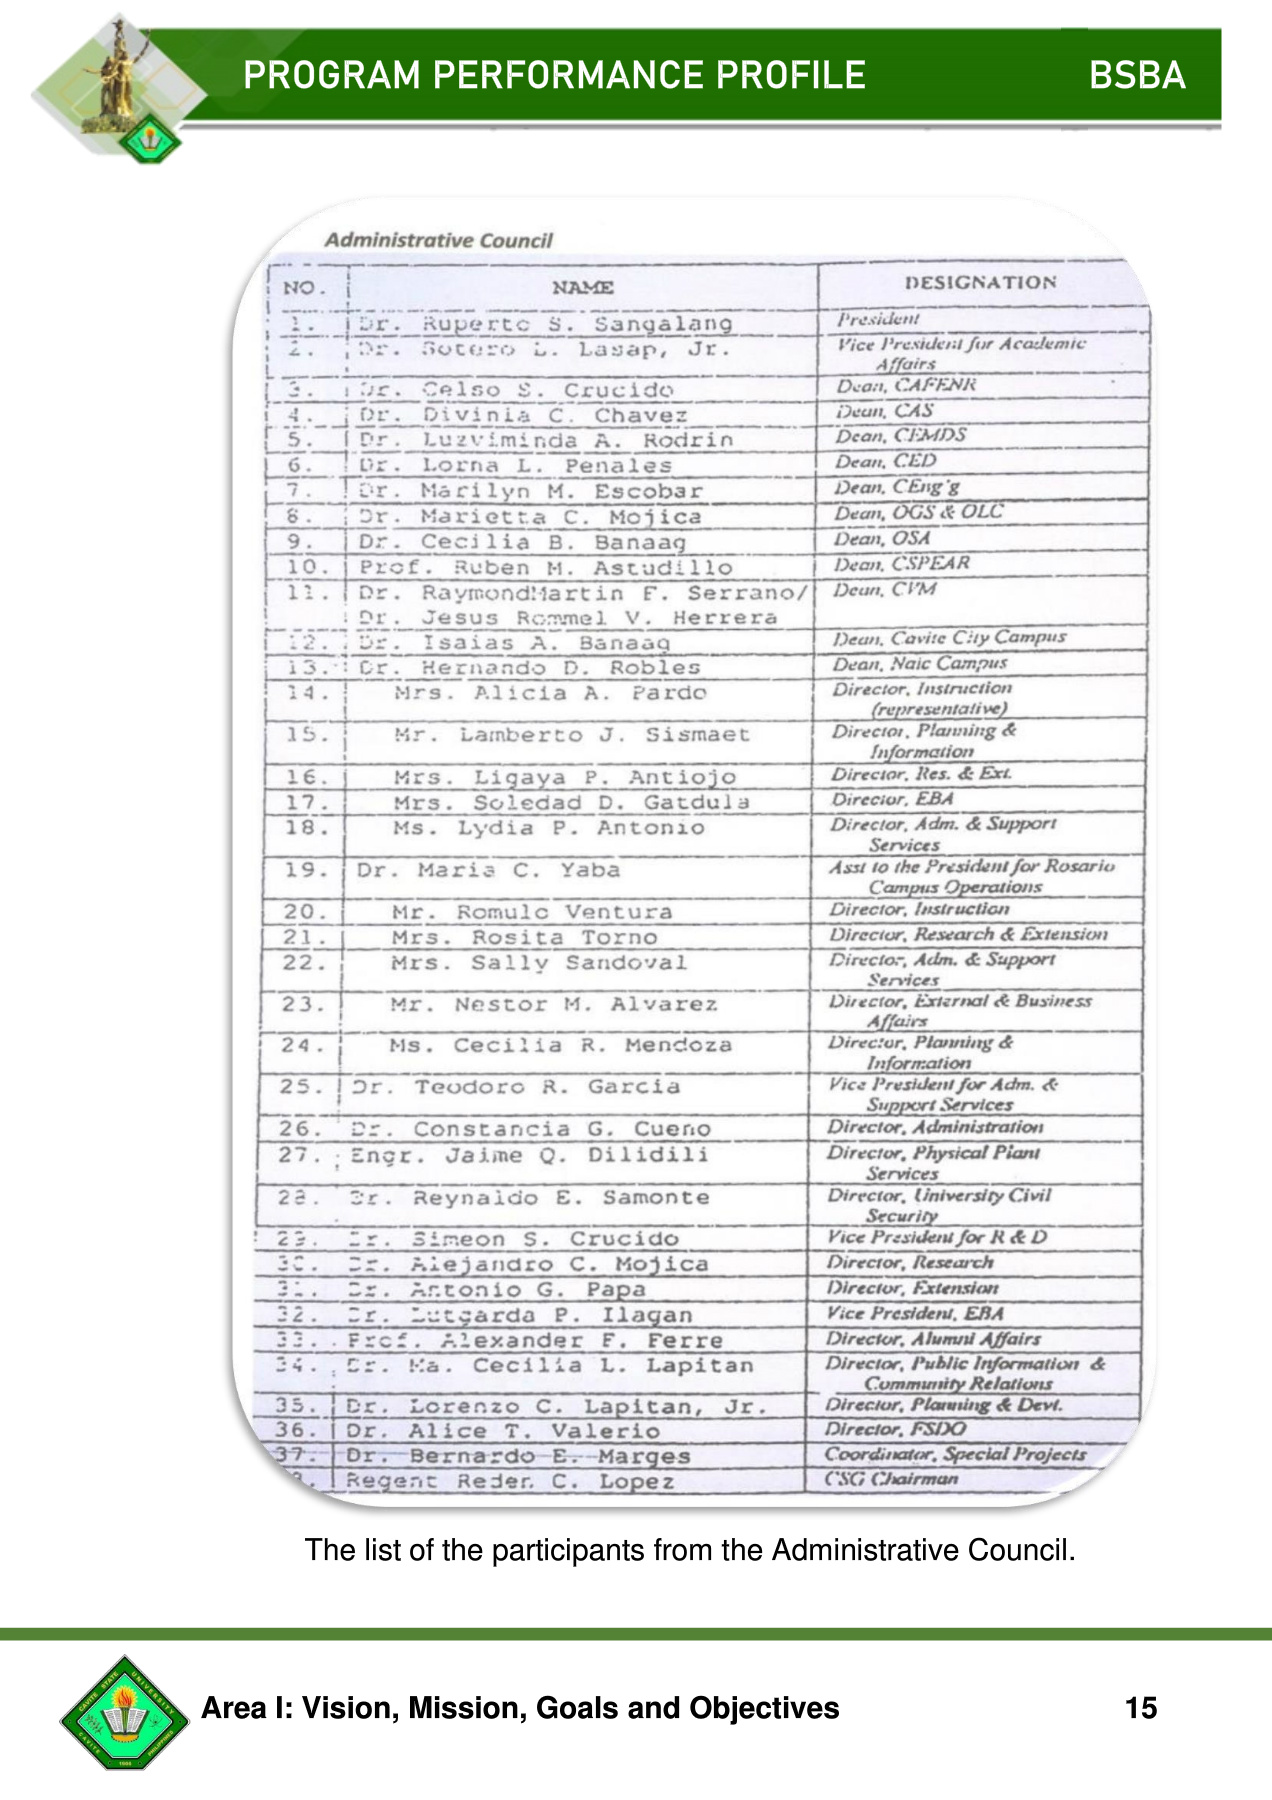 PROGRAM PERFORMANCE PROFILE BSBA
Administrative Council
NO. NAME DESIGNATION
1. Dr. Ruperto S. Sangalang President
2. Dr. Sotero L. Lasap, Jr. Vice President for Academic
Affairs
3. Dr. Celso S. Crucido Dean, CAFENR
4. Dr. Divinia C. Chavez Dean, CAS
5. Dr. Luzviminda A. Rodrin Dean, CEMDS
6. Dr. Lorna L. Penales Dean, CED
7. Dr. Marilyn M. Escobar Dean, CEng'g
8. Dr. Marietta C. Mojica Dean, OGS & OLC
9. Dr. Cecilia B. Banaag Dean, OSA
10. Prof. Ruben M. Astudillo Dean, CSPEAR
11. Dr. RaymondMartin F. Serrano/ Dean, CVM
Dr. Jesus Rommel V. Herrera
12. Dr. Isaias A. Banaag Dean, Cavite City Campus
13. Dr. Hernando D. Robles Dean, Naic Campus
14. Mrs. Alicia A. Pardo Director, Instruction
(representative)
15. Mr. Lamberto J. Sismaet Director, Planning &
Information
16. Mrs. Ligaya P. Antiojo Director, Res. & Ext.
17. Mrs. Soledad D. Gatdula Director, EBA
18. Ms. Lydia P. Antonio Director, Adm. & Support
Services
19. Dr. Maria C. Yaba Asst to the President for Rosario
Campus Operations
20. Mr. Romulo Ventura Director, Instruction
21. Mrs. Rosita Torno Director, Research & Extension
22. Mrs. Sally Sandoval Director, Adm. & Support
Services
23. Mr. Nestor M. Alvarez Director, External & Business
Affairs
24. Ms. Cecilia R. Mendoza Director, Planning &
Information
25. Dr. Teodoro R. Garcia Vice President for Adm. &
Support Services
26. Dr. Constancia G. Cueno Director, Administration
27. Engr. Jaime Q. Dilidili Director, Physical Plant
Services
28. Dr. Reynaldo E. Samonte Director, University Civil
Security
29. Dr. Simeon S. Crucido Vice President for R & D
30. Dr. Alejandro C. Mojica Director, Research
31. Dr. Antonio G. Papa Director, Extension
32. Dr. Lutgarda P. Ilagan Vice President, EBA
33. Prof. Alexander F. Ferre Director, Alumni Affairs
34. Dr. Ma. Cecilia L. Lapitan Director, Public Information &
Community Relations
35. Dr. Lorenzo C. Lapitan, Jr. Director, Planning & Devt.
36. Dr. Alice T. Valerio Director, FSDO
37. Dr. Bernardo E. Marges Coordinator, Special Projects
Regent Reder. C. Lopez CSG Chairman
The list of the participants from the Administrative Council.
CAVITE STATE UNIVERSITY
CAVITE PHILIPPINES
1906
Area I: Vision, Mission, Goals and Objectives 15